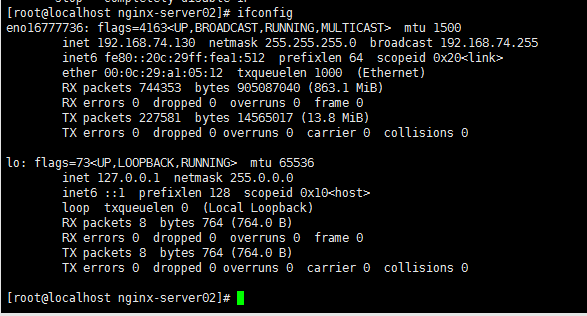 [root@localhost nginx-server02]# ifconfig
eno16777736: flags=4163<UP,BROADCAST,RUNNING,MULTICAST>  mtu 1500
        inet 192.168.74.130  netmask 255.255.255.0  broadcast 192.168.74.255
        inet6 fe80::20c:29ff:fea1:512  prefixlen 64  scopeid 0x20<link>
        ether 00:0c:29:a1:05:12  txqueuelen 1000  (Ethernet)
        RX packets 744353  bytes 905087040 (863.1 MiB)
        RX errors 0  dropped 0  overruns 0  frame 0
        TX packets 227581  bytes 14565017 (13.8 MiB)
        TX errors 0  dropped 0 overruns 0  carrier 0  collisions 0
lo: flags=73<UP,LOOPBACK,RUNNING>  mtu 65536
        inet 127.0.0.1  netmask 255.0.0.0
        inet6 ::1  prefixlen 128  scopeid 0x10<host>
        loop  txqueuelen 0  (Local Loopback)
        RX packets 8  bytes 764 (764.0 B)
        RX errors 0  dropped 0  overruns 0  frame 0
        TX packets 8  bytes 764 (764.0 B)
        TX errors 0  dropped 0 overruns 0  carrier 0  collisions 0
[root@localhost nginx-server02]#